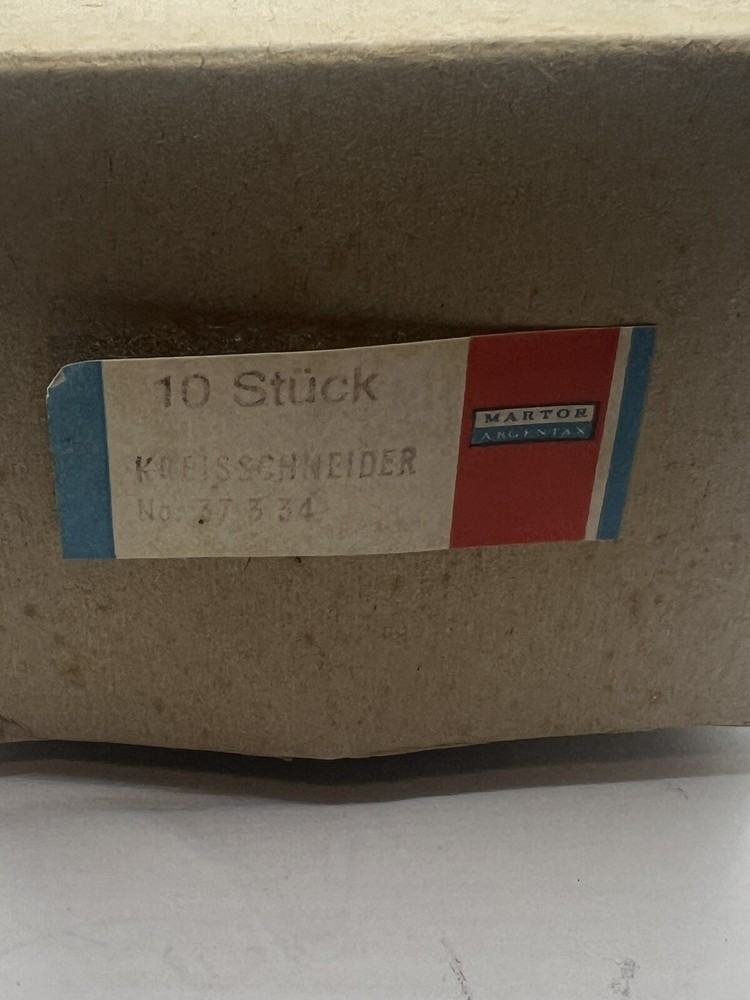 10 Stück
KREISSCHNEIDER
No. 37 3 34
MARTOR
ARGENTAX